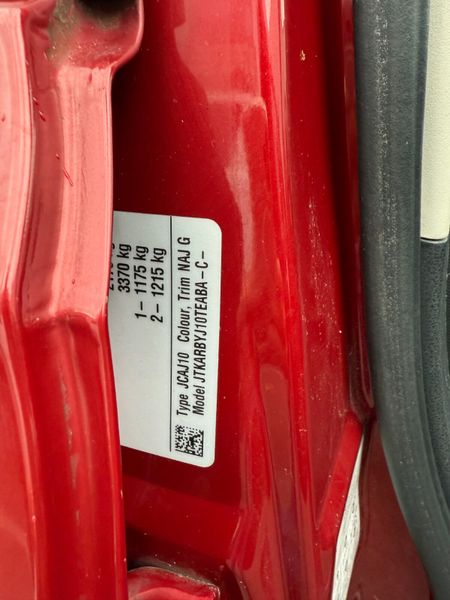 3370 kg
1– 1175 kg
2– 1215 kg
Type JCAJ10 Colour, Trim NAJ G
Model JTKARBYJ10TEABA –C–